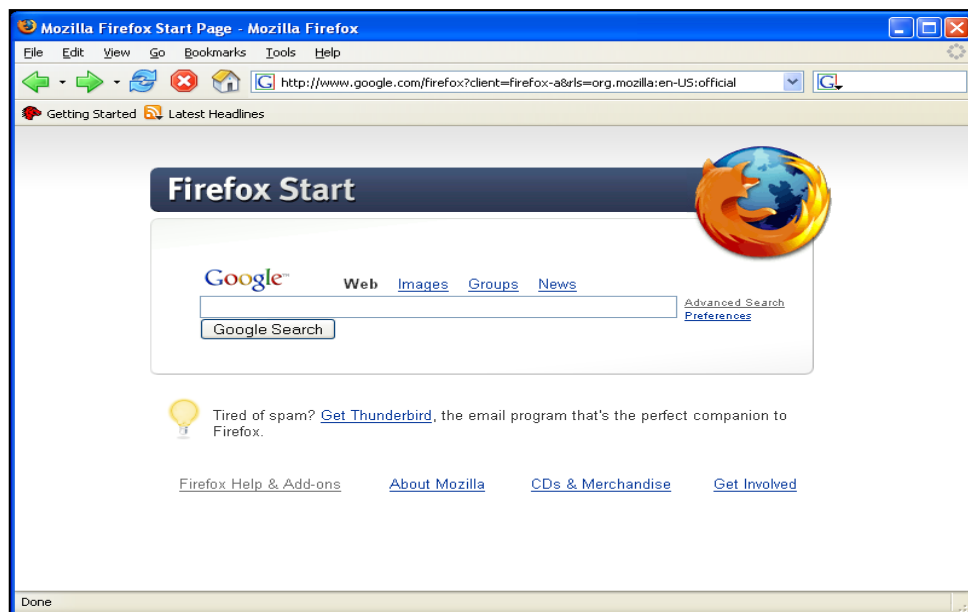 Mozilla Firefox Start Page - Mozilla Firefox
File Edit View Go Bookmarks Tools Help
G http://www.google.com/firefox?client=firefox-a&rls=org.mozilla:en-US:official G
Getting Started Latest Headlines
Firefox Start
Google™ Web Images Groups News
Advanced Search
Preferences
Google Search
Tired of spam? Get Thunderbird, the email program that's the perfect companion to
Firefox.
Firefox Help & Add-ons About Mozilla CDs & Merchandise Get Involved
Done